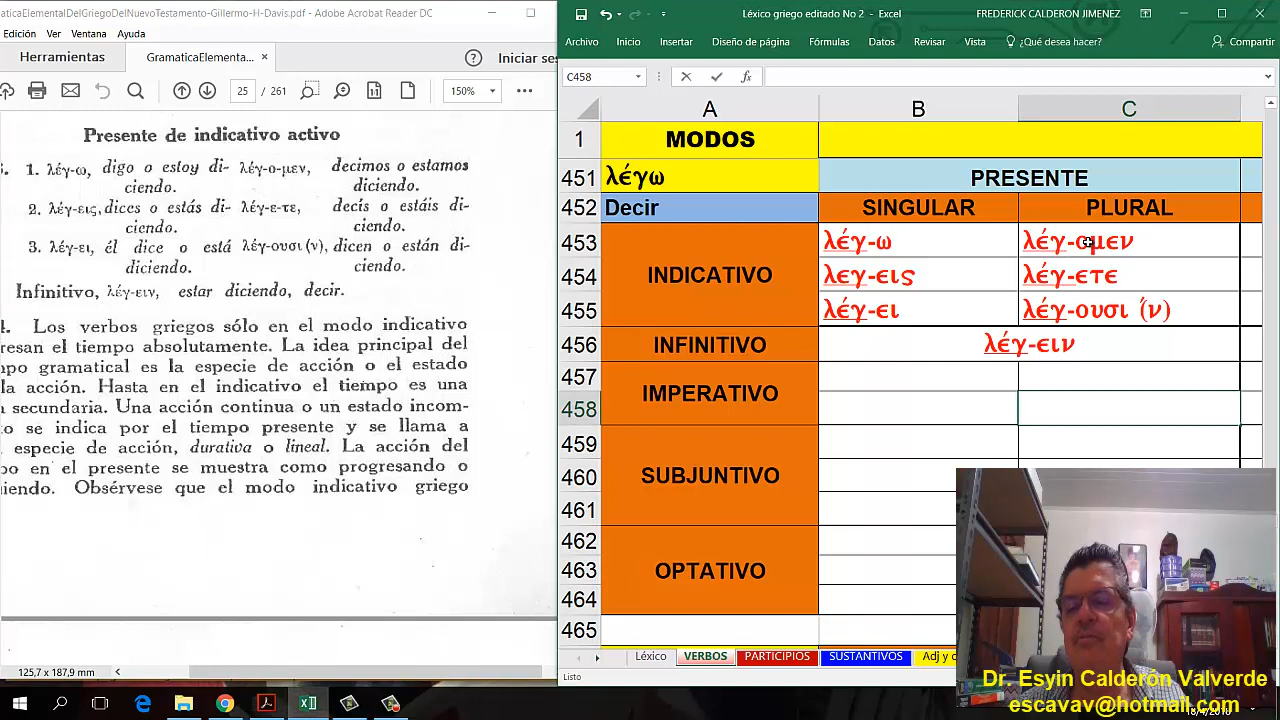 aticaElementalDelGriegoDelNuevoTestamento-Gillermo-H-Davis.pdf - Adobe Acrobat Reader DC
Edición Ver Ventana Ayuda
Herramientas GramaticaElementa... × Iniciar ses
25 / 261 150%
Presente de indicativo activo
1. λέγ-ω, digo o estoy di- λέγ-ο-μεν, decimos o estamos
ciendo. diciendo.
2. λέγ-εις, dices o estás di- λέγ-ε-τε, decís o estáis di-
ciendo. ciendo.
3. λέγ-ει, él dice o está λέγ-ουσι (ν), dicen o están di-
diciendo. ciendo.
Infinitivo, λέγ-ειν, estar diciendo, decir.
Los verbos griegos sólo en el modo indicativo
resan el tiempo absolutamente. La idea principal del
po gramatical es la especie de acción o el estado
la acción. Hasta en el indicativo el tiempo es una
secundaria. Una acción continua o un estado incom-
o se indica por el tiempo presente y se llama a
especie de acción, durativa o lineal. La acción del
po en el presente se muestra como progresando o
iendo. Obsérvese que el modo indicativo griego
125,7 x 187,9 mm
Léxico griego editado No 2 - Excel FREDERICK CALDERON JIMENEZ
Archivo Inicio Insertar Diseño de página Fórmulas Datos Revisar Vista ¿Qué desea hacer? Compartir
C458 fx
A B C
1 MODOS
451 λέγω PRESENTE
452 Decir SINGULAR PLURAL
453 λέγ-ω λέγ-ομεν
454 INDICATIVO λεγ-εις λέγ-ετε
455 λέγ-ει λέγ-ουσι (ν)
456 INFINITIVO λέγ-ειν
457 IMPERATIVO
458
459
460 SUBJUNTIVO
461
462
463 OPTATIVO
464
465
Léxico VERBOS PARTICIPIOS SUSTANTIVOS Adj y
Listo
Dr. Esyin Calderón Valverde
escavav@hotmail.com